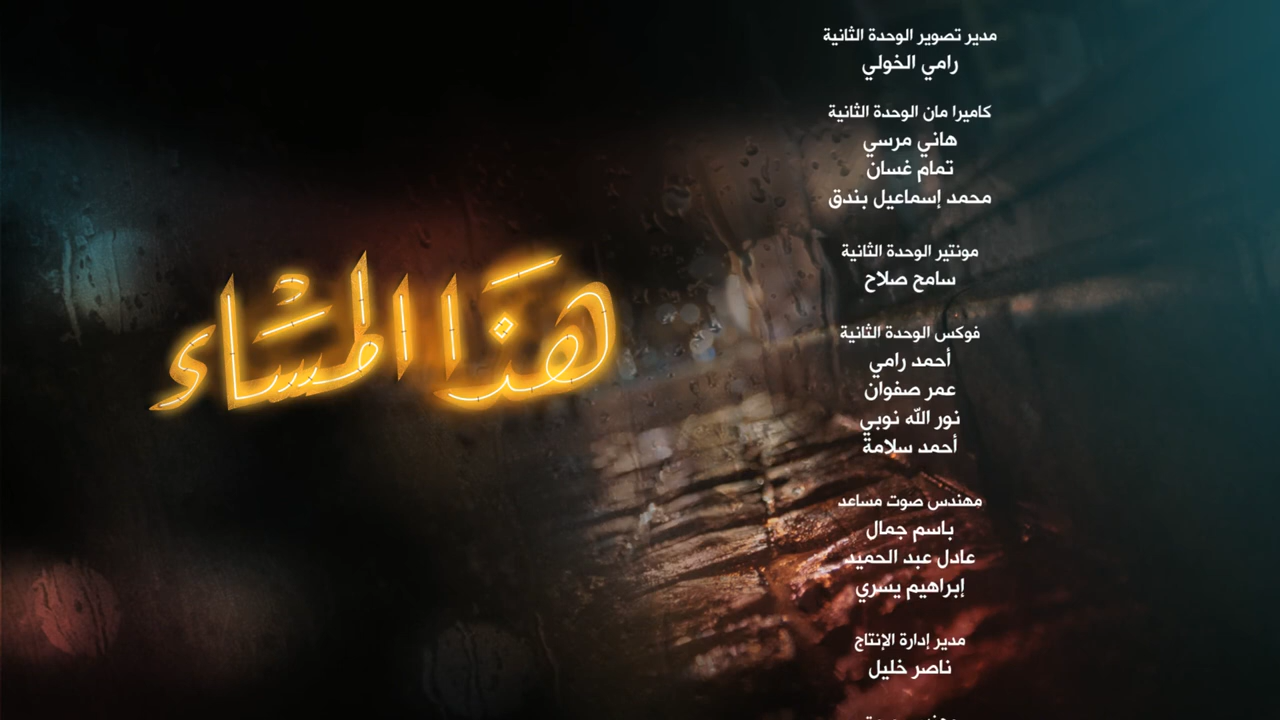 هذا المساء
مدير تصوير الوحدة الثانية
رامي الخولي
كاميرا مان الوحدة الثانية
هاني مرسي
تمام غسان
محمد إسماعيل بندق
مونتير الوحدة الثانية
سامح صلاح
فوكس الوحدة الثانية
أحمد رامي
عمر صفوان
نور الله نوبي
أحمد سلامة
مهندس صوت مساعد
باسم جمال
عادل عبد الحميد
إبراهيم يسري
مدير إدارة الإنتاج
ناصر خليل